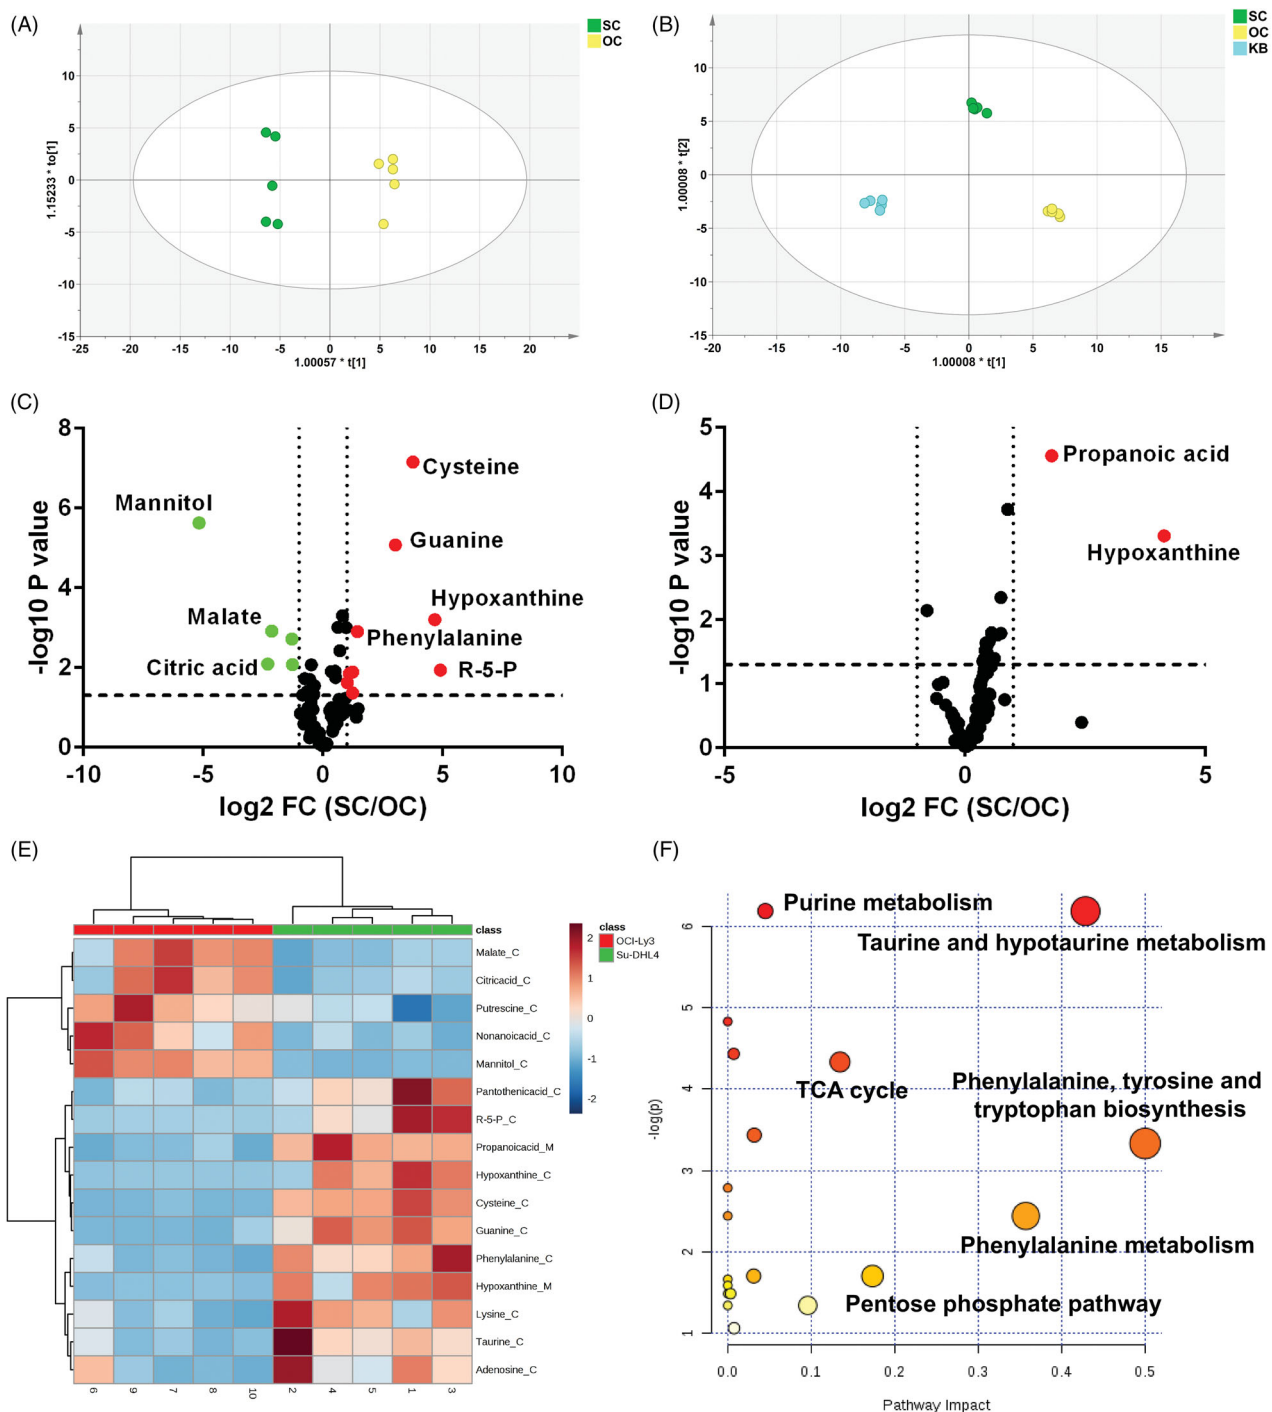 (A)
SC
OC
10
5
0
-5
-10
-15
-25
-20
-15
-10
-5
0
5
10
15
20
1.15233 * to[1]
1.00057 * t[1]
(B)
SC
OC
KB
10
5
0
-5
-10
-15
-20
-15
-10
-5
0
5
10
15
1.00008 * t[2]
1.00008 * t[1]
(C)
8
6
4
2
0
-10
-5
0
5
10
-log10 P value
log2 FC (SC/OC)
Cysteine
Mannitol
Guanine
Hypoxanthine
Malate
Phenylalanine
Citric acid
R-5-P
(D)
5
4
3
2
1
0
-5
0
5
-log10 P value
log2 FC (SC/OC)
Propanoic acid
Hypoxanthine
(E)
class
Malate_C
Citricacid_C
Putrescine_C
Nonanoicacid_C
Mannitol_C
Pantothenicacid_C
R-5-P_C
Propanoicacid_M
Hypoxanthine_C
Cysteine_C
Guanine_C
Phenylalanine_C
Hypoxanthine_M
Lysine_C
Taurine_C
Adenosine_C
6
9
7
8
10
2
4
5
1
3
2
1
0
-1
-2
class
OCI-Ly3
Su-DHL4
(F)
Purine metabolism
Taurine and hypotaurine metabolism
TCA cycle
Phenylalanine, tyrosine and
tryptophan biosynthesis
Phenylalanine metabolism
Pentose phosphate pathway
6
5
4
3
2
1
-log(p)
0.0
0.1
0.2
0.3
0.4
0.5
Pathway Impact